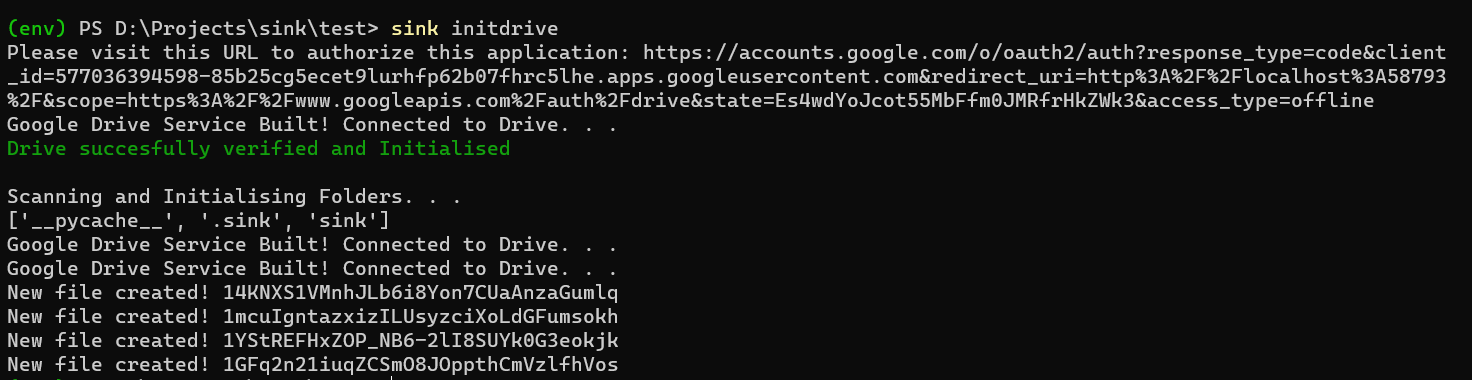 (env) PS D:\Projects\sink\test> sink initdrive
Please visit this URL to authorize this application: https://accounts.google.com/o/oauth2/auth?response_type=code&client
_id=577036394598-85b25cg5ecet9lurhfp62b07fhrc5lhe.apps.googleusercontent.com&redirect_uri=http%3A%2F%2Flocalhost%3A58793
%2F&scope=https%3A%2F%2Fwww.googleapis.com%2Fauth%2Fdrive&state=Es4wdYoJcot55MbFfm0JMRfrHkZWk3&access_type=offline
Google Drive Service Built! Connected to Drive. . .
Drive succesfully verified and Initialised

Scanning and Initialising Folders. . .
['__pycache__', '.sink', 'sink']
Google Drive Service Built! Connected to Drive. . .
Google Drive Service Built! Connected to Drive. . .
New file created! 14KNXS1VMnhJLb6i8Yon7CUaAnzaGumlq
New file created! 1mcuIgntazxizILUsyzciXoLdGFumsokh
New file created! 1YStREFHxZOP_NB6-2lI8SUYk0G3eokjk
New file created! 1GFq2n21iuqZCSmO8JOppthCmVzlfhVos